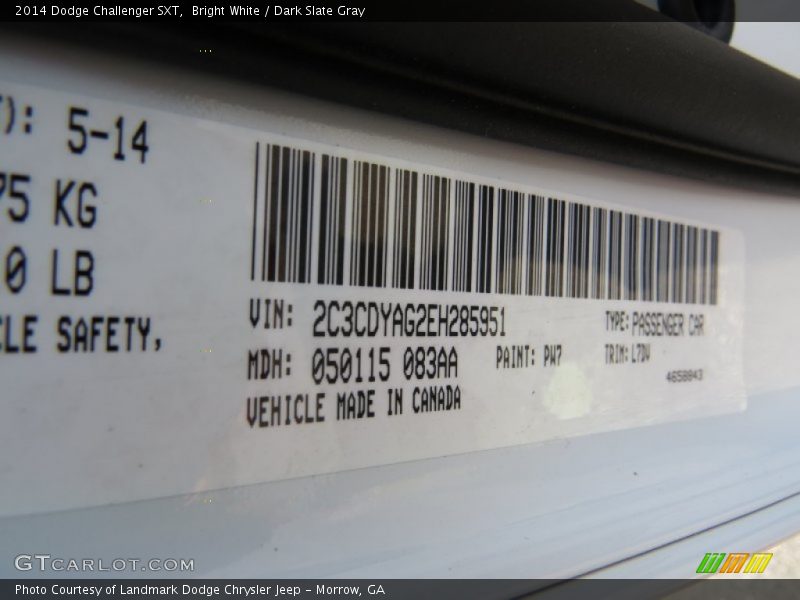 2014 Dodge Challenger SXT, Bright White / Dark Slate Gray
): 5-14
75 KG
0 LB
CLE SAFETY,
VIN: 2C3CDYAG2EH285951 TYPE: PASSENGER CAR
MDH: 050115 083AA PAINT: PW7 TRIM: L7DV
4658843
VEHICLE MADE IN CANADA
GTCARLOT.COM
Photo Courtesy of Landmark Dodge Chrysler Jeep - Morrow, GA